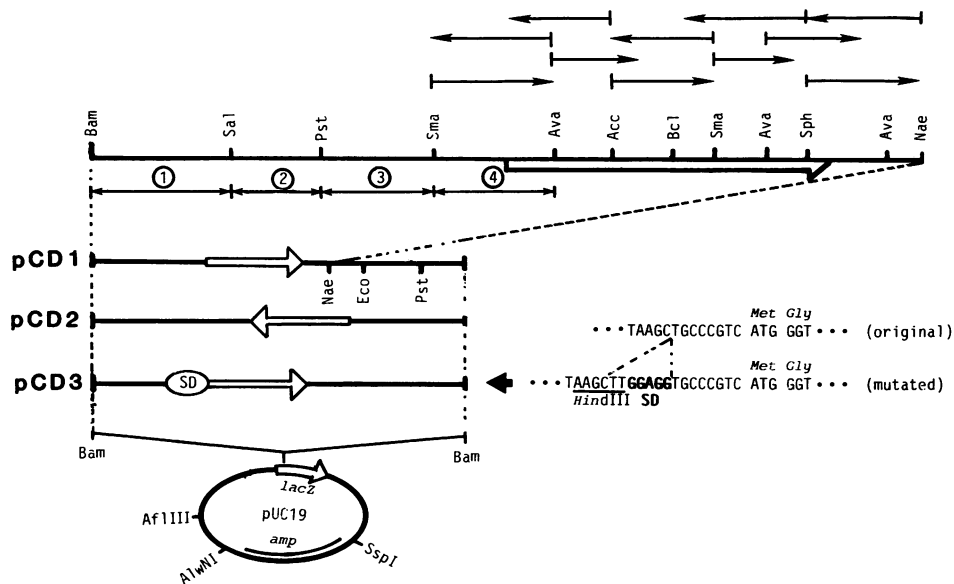 Bam Sal Pst Sma Ava Acc Bcl Sma Ava Sph Ava Nae
① ② ③ ④
pCD1
Nae Eco Pst
pCD2
Met Gly
• • • TAAGCTGCCCGTC ATG GGT • • • (original)
pCD3
SD
Met Gly
• • • TAAGCTTGGAGGTGCCCGTC ATG GGT • • • (mutated)
HindIII SD
Bam Bam
lacZ
AflIII pUC19
amp
AlwNI SspI